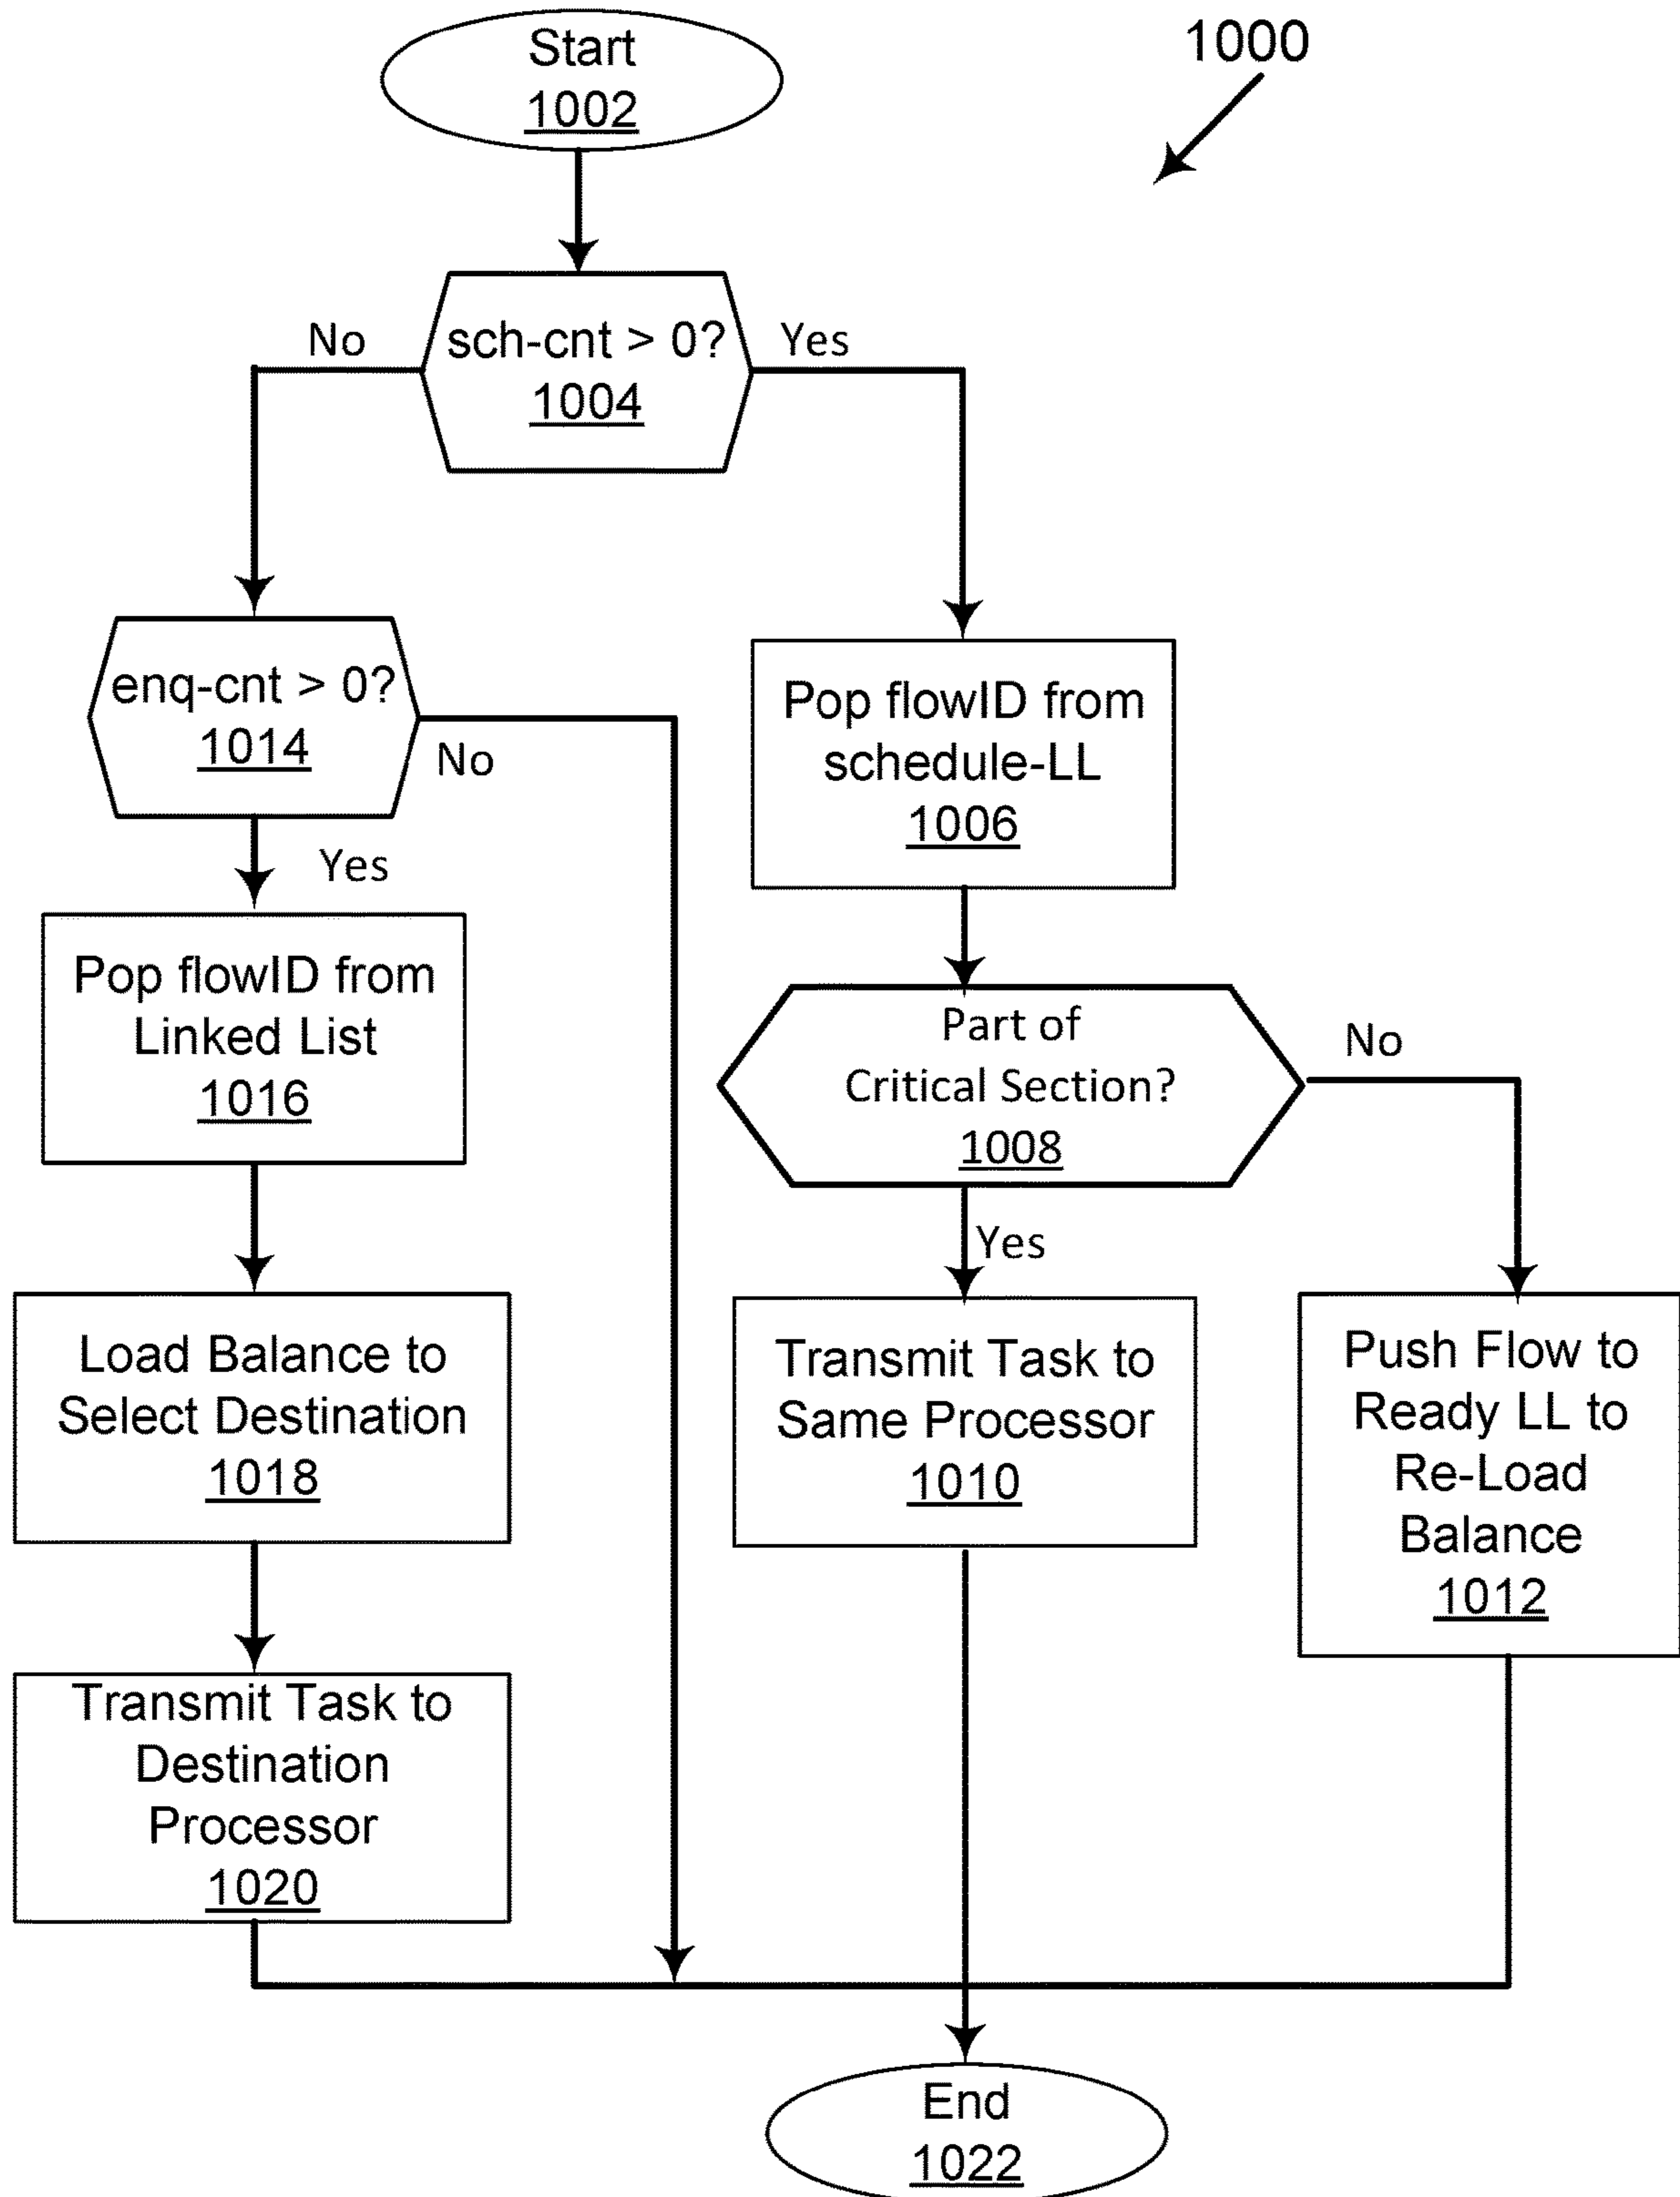 Start
1002
1000
sch-cnt > 0?
1004
No
Yes
enq-cnt > 0?
1014
No
Yes
Pop flowID from
schedule-LL
1006
Pop flowID from
Linked List
1016
Part of
Critical Section?
1008
No
Yes
Load Balance to
Select Destination
1018
Transmit Task to
Same Processor
1010
Push Flow to
Ready LL to
Re-Load
Balance
1012
Transmit Task to
Destination
Processor
1020
End
1022